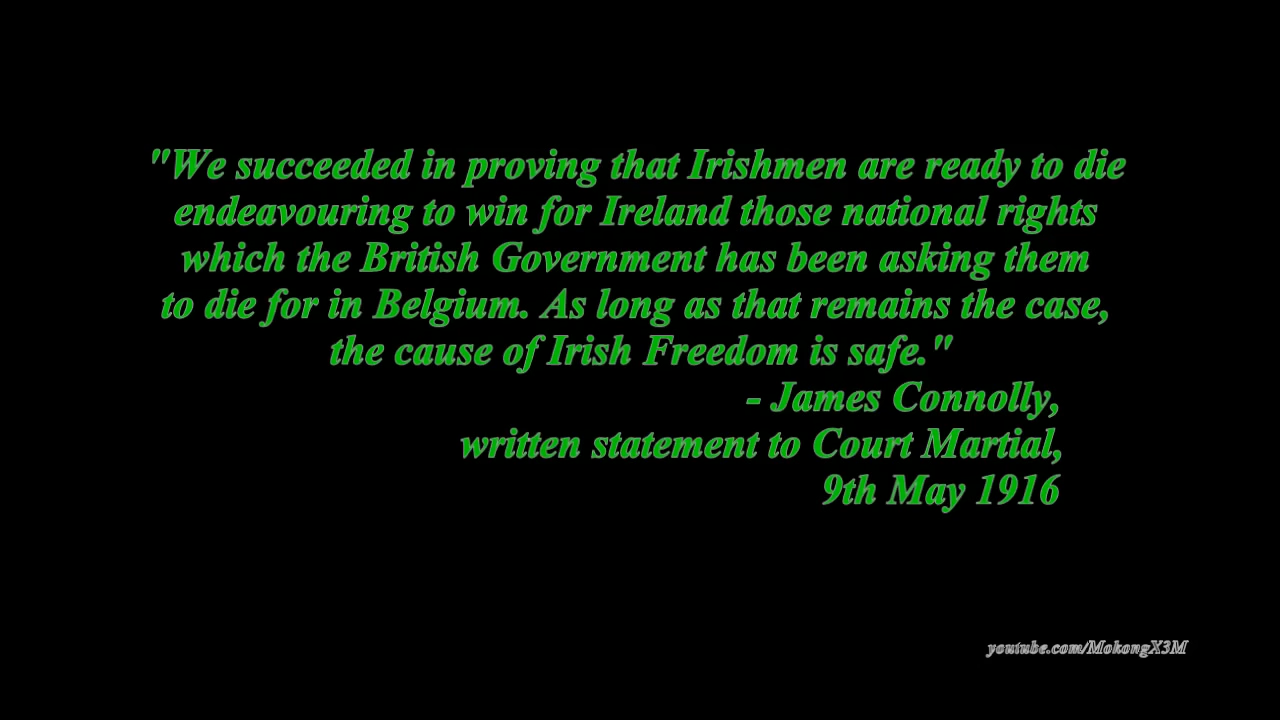 "We succeeded in proving that Irishmen are ready to die
endeavouring to win for Ireland those national rights
which the British Government has been asking them
to die for in Belgium. As long as that remains the case,
the cause of Irish Freedom is safe."
- James Connolly,
written statement to Court Martial,
9th May 1916
youtube.com/MokongX3M